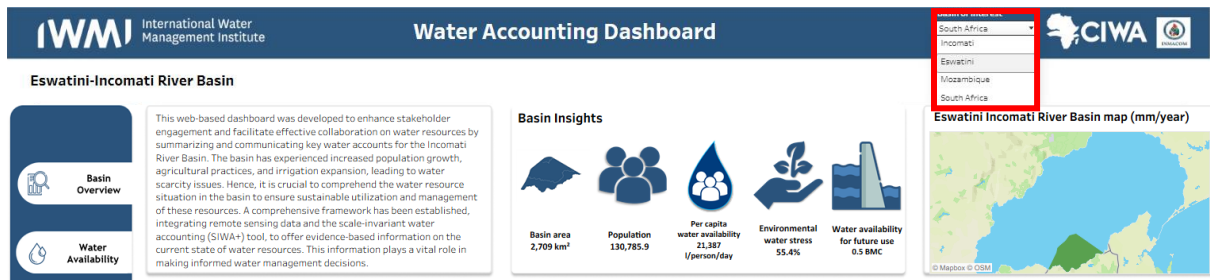 IWMI
International Water
Management Institute
Water Accounting Dashboard
Basin of Interest
South Africa
Incomati
Eswatini
Mozambique
South Africa
CIWA
INMACOM
Eswatini-Incomati River Basin
Basin
Overview
Water
Availability
This web-based dashboard was developed to enhance stakeholder
engagement and facilitate effective collaboration on water resources by
summarizing and communicating key water accounts for the Incomati
River Basin. The basin has experienced increased population growth,
agricultural practices, and irrigation expansion, leading to water
scarcity issues. Hence, it is crucial to comprehend the water resource
situation in the basin to ensure sustainable utilization and management
of these resources. A comprehensive framework has been established,
integrating remote sensing data and the scale-invariant water
accounting (SIWA+) tool, to offer evidence-based information on the
current state of water resources. This information plays a vital role in
making informed water management decisions.
Basin Insights
Basin area
2,709 km²
Population
130,785.9
Per capita
water availability
21,387
l/person/day
Environmental
water stress
55.4%
Water availability
for future use
0.5 BMC
Eswatini Incomati River Basin map (mm/year)
© Mapbox © OSM